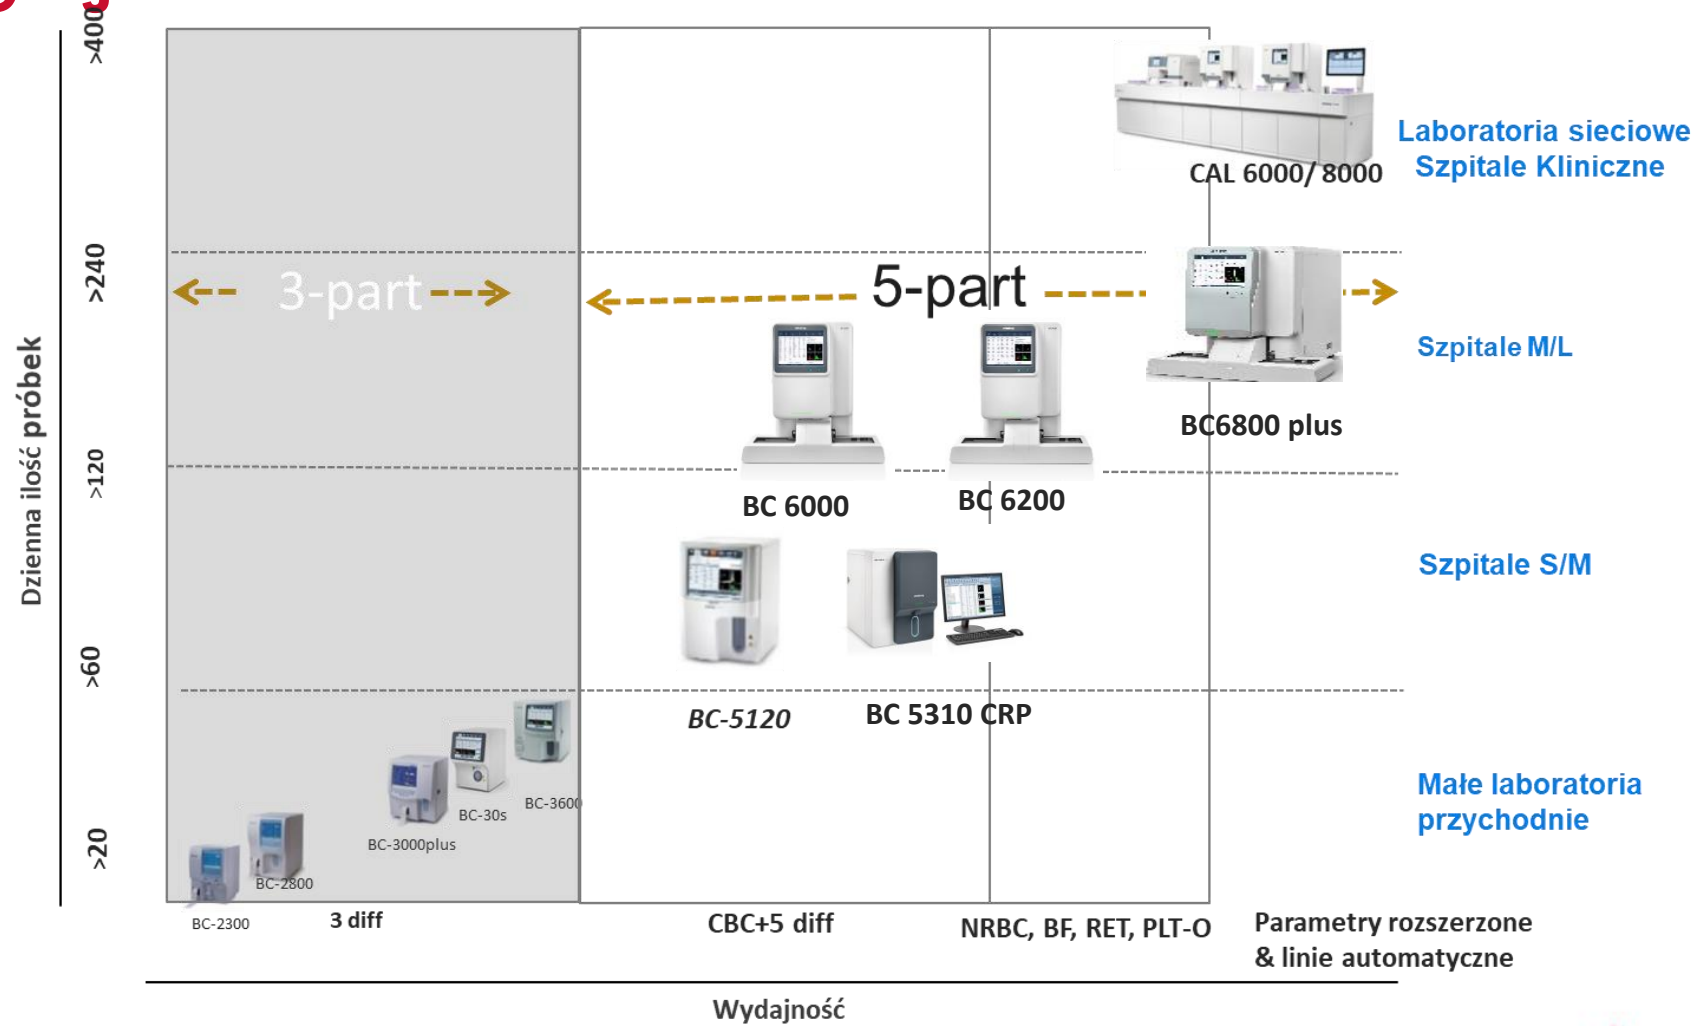 >400
CAL 6000/ 8000
Laboratoria sieciowe
Szpitale Kliniczne
>240
3-part
5-part
Szpitale M/L
BC6800 plus
Dzienna ilość próbek
>120
BC 6000
BC 6200
Szpitale S/M
>60
BC-5120
BC 5310 CRP
Małe laboratoria
przychodnie
BC-3600
BC-30s
BC-3000plus
>20
BC-2800
BC-2300
3 diff
CBC+5 diff
NRBC, BF, RET, PLT-O
Parametry rozszerzone
& linie automatyczne
Wydajność